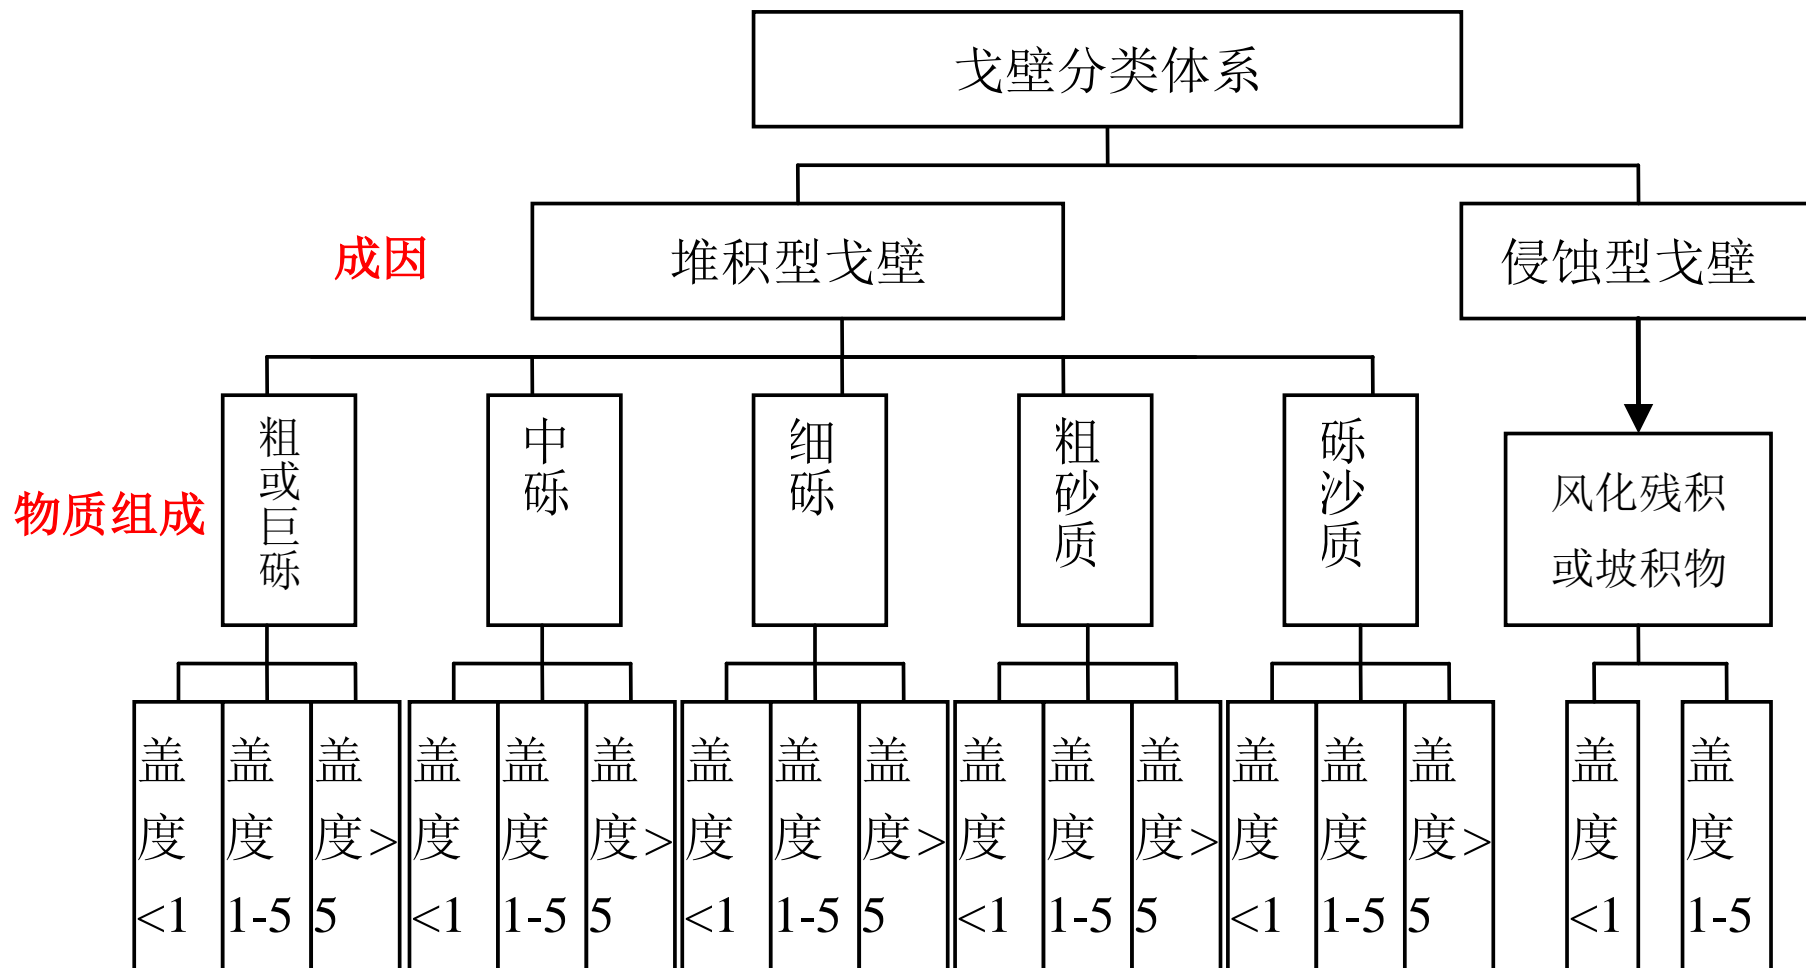 戈壁分类体系
成因
堆积型戈壁
侵蚀型戈壁
物质组成
粗或巨砾
中砾
细砾
粗砂质
砾沙质
风化残积
或坡积物
盖度<1
盖度1-5
盖度>5
盖度<1
盖度1-5
盖度>5
盖度<1
盖度1-5
盖度>5
盖度<1
盖度1-5
盖度>5
盖度<1
盖度1-5
盖度>5
盖度<1
盖度1-5